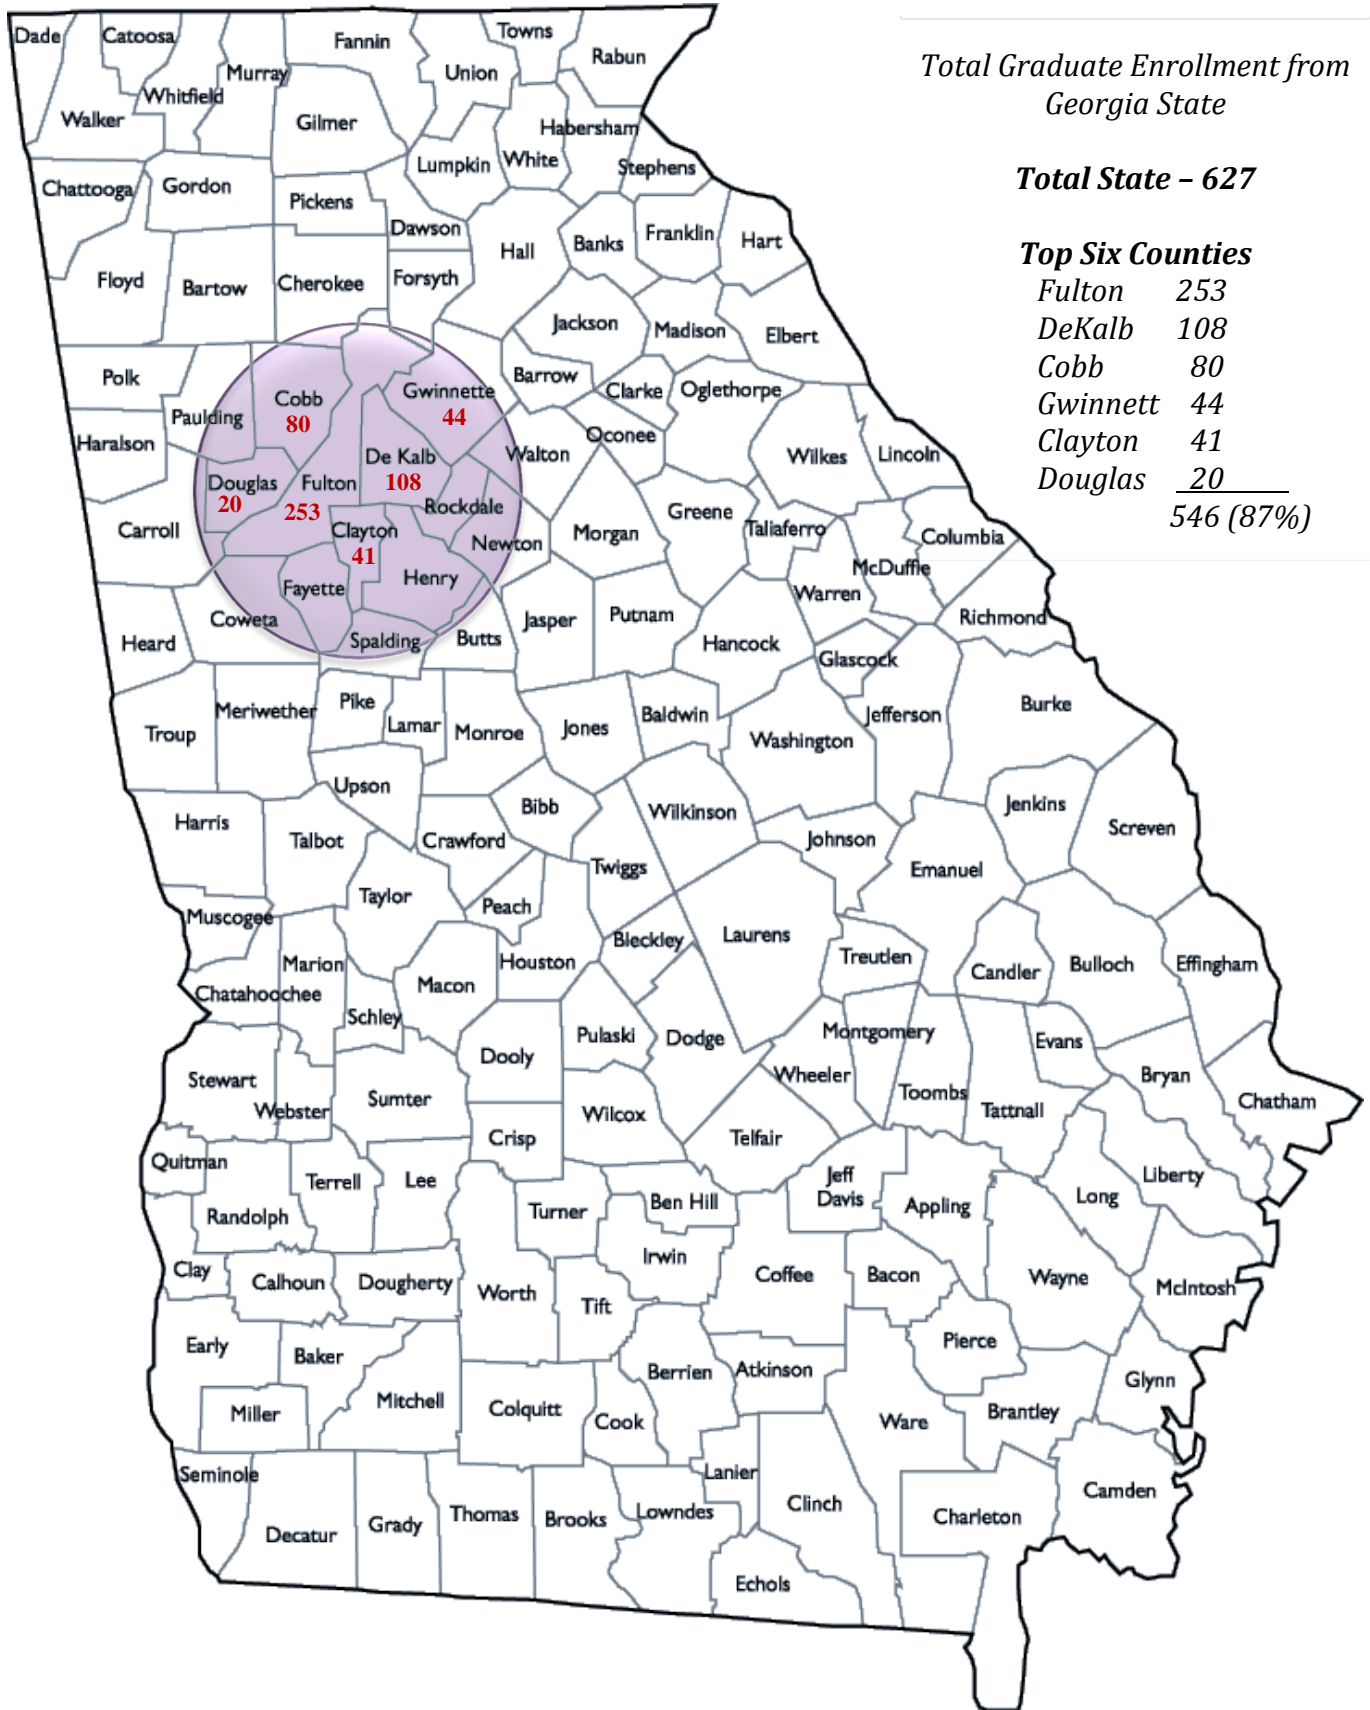 Total Graduate Enrollment from
Georgia State
Total State – 627
Top Six Counties
Fulton 253
DeKalb 108
Cobb 80
Gwinnett 44
Clayton 41
Douglas 20
546 (87%)
Dade
Catoosa
Fannin
Towns
Rabun
Murray
Union
Whitfield
Walker
Gilmer
Habersham
White
Lumpkin
Stephens
Chattooga
Gordon
Pickens
Dawson
Hall
Banks
Franklin
Hart
Floyd
Bartow
Cherokee
Forsyth
Jackson
Madison
Elbert
Polk
Cobb
80
Gwinnette
44
Barrow
Clarke
Oglethorpe
Paulding
Haralson
Oconee
Walton
De Kalb
108
Wilkes
Lincoln
Douglas
20
Fulton
253
Rockdale
Carroll
Clayton
41
Newton
Morgan
Greene
Taliaferro
Columbia
McDuffie
Warren
Fayette
Henry
Coweta
Spalding
Butts
Jasper
Putnam
Richmond
Heard
Hancock
Glascock
Troup
Meriwether
Pike
Lamar
Monroe
Jones
Baldwin
Washington
Jefferson
Burke
Upson
Bibb
Wilkinson
Jenkins
Screven
Harris
Talbot
Crawford
Johnson
Emanuel
Twiggs
Taylor
Peach
Muscogee
Bleckley
Laurens
Treutlen
Candler
Bulloch
Effingham
Marion
Houston
Macon
Chatahoochee
Schley
Pulaski
Dodge
Montgomery
Evans
Dooly
Stewart
Webster
Sumter
Wheeler
Toombs
Tattnall
Bryan
Chatham
Wilcox
Crisp
Telfair
Quitman
Terrell
Lee
Jeff
Davis
Liberty
Long
Randolph
Turner
Ben Hill
Appling
Irwin
Clay
Calhoun
Dougherty
Worth
Tift
Coffee
Bacon
Wayne
McIntosh
Early
Baker
Pierce
Berrien
Atkinson
Glynn
Miller
Mitchell
Colquitt
Cook
Ware
Brantley
Seminole
Lanier
Camden
Clinch
Decatur
Grady
Thomas
Brooks
Lowndes
Charleton
Echols